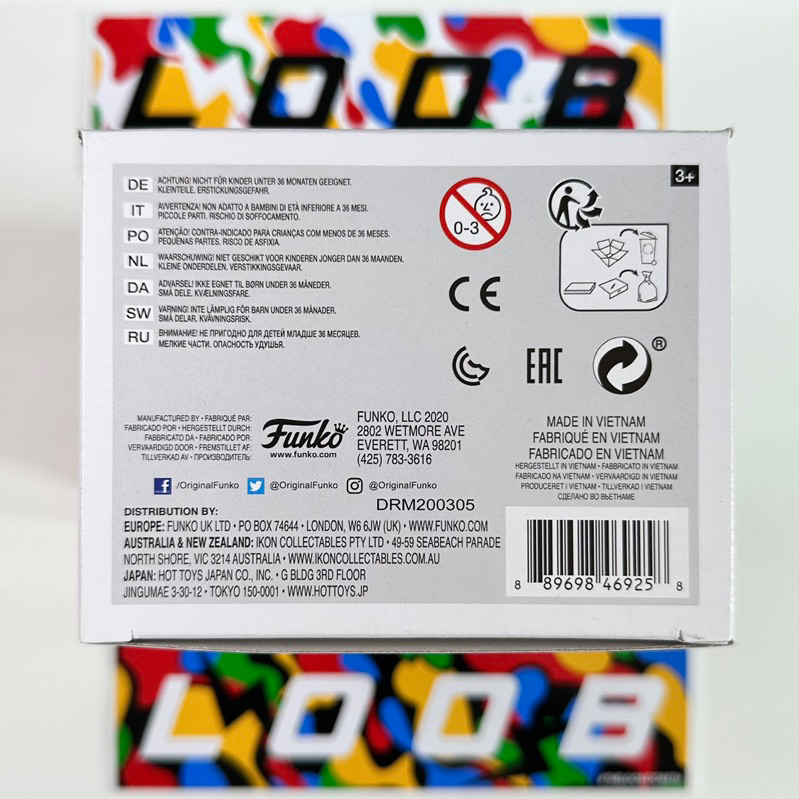 LOOB
DE ACHTUNG! NICHT FÜR KINDER UNTER 36 MONATEN GEEIGNET.
KLEINTEILE. ERSTICKUNGSGEFAHR.
IT AVVERTENZA! NON ADATTO A BAMBINI DI ETÀ INFERIORE A 36 MESI.
PICCOLE PARTI. RISCHIO DI SOFFOCAMENTO.
PO ATENÇÃO! CONTRA-INDICADO PARA CRIANÇAS COM MENOS DE 36 MESES.
PEQUENAS PARTES. RISCO DE ASFIXIA.
NL WAARSCHUWING! NIET GESCHIKT VOOR KINDEREN JONGER DAN 36 MAANDEN.
KLEINE ONDERDELEN. VERSTIKKINGSGEVAAR.
DA ADVARSEL! IKKE EGNET TIL BØRN UNDER 36 MÅNEDER.
SMÅ DELE. KVÆLNINGSFARE.
SW VARNING! INTE LÄMPLIG FÖR BARN UNDER 36 MÅNADER.
SMÅ DELAR. KVÄVNINGSRISK.
RU ВНИМАНИЕ! НЕ ПРИГОДНО ДЛЯ ДЕТЕЙ МЛАДШЕ 36 МЕСЯЦЕВ.
МЕЛКИЕ ЧАСТИ. ОПАСНОСТЬ УДУШЬЯ.
0-3
3+
CE
EAC
®
MANUFACTURED BY • FABRIQUÉ PAR:
FABRICADO POR • HERGESTELLT DURCH:
FABBRICATO DA • FABRICADO POR:
VERVAARDIGD DOOR • FREMSTILLET AF:
TILLVERKAD AV • ПРОИЗВОДИТЕЛЬ:
Funko
www.funko.com
FUNKO, LLC 2020
2802 WETMORE AVE
EVERETT, WA 98201
(425) 783-3616
MADE IN VIETNAM
FABRIQUÉ EN VIETNAM
FABRICADO EN VIETNAM
HERGESTELLT IN VIETNAM • FABBRICATO IN VIETNAM
FABRICADO NA VIETNAM • VERVAARDIGD IN VIETNAM
PRODUCERET I VIETNAM • TILLVERKAD I VIETNAM
СДЕЛАНО ВО ВЬЕТНАМЕ
/OriginalFunko @OriginalFunko @OriginalFunko
DRM200305
DISTRIBUTION BY:
EUROPE: FUNKO UK LTD • PO BOX 74644 • LONDON, W6 6JW (UK) • WWW.FUNKO.COM
AUSTRALIA & NEW ZEALAND: IKON COLLECTABLES PTY LTD • 49-59 SEABEACH PARADE
NORTH SHORE, VIC 3214 AUSTRALIA • WWW.IKONCOLLECTABLES.COM.AU
JAPAN: HOT TOYS JAPAN CO., INC. • G BLDG 3RD FLOOR
JINGUMAE 3-30-12 • TOKYO 150-0001 • WWW.HOTTOYS.JP
8 89698 46925 8
LOOB